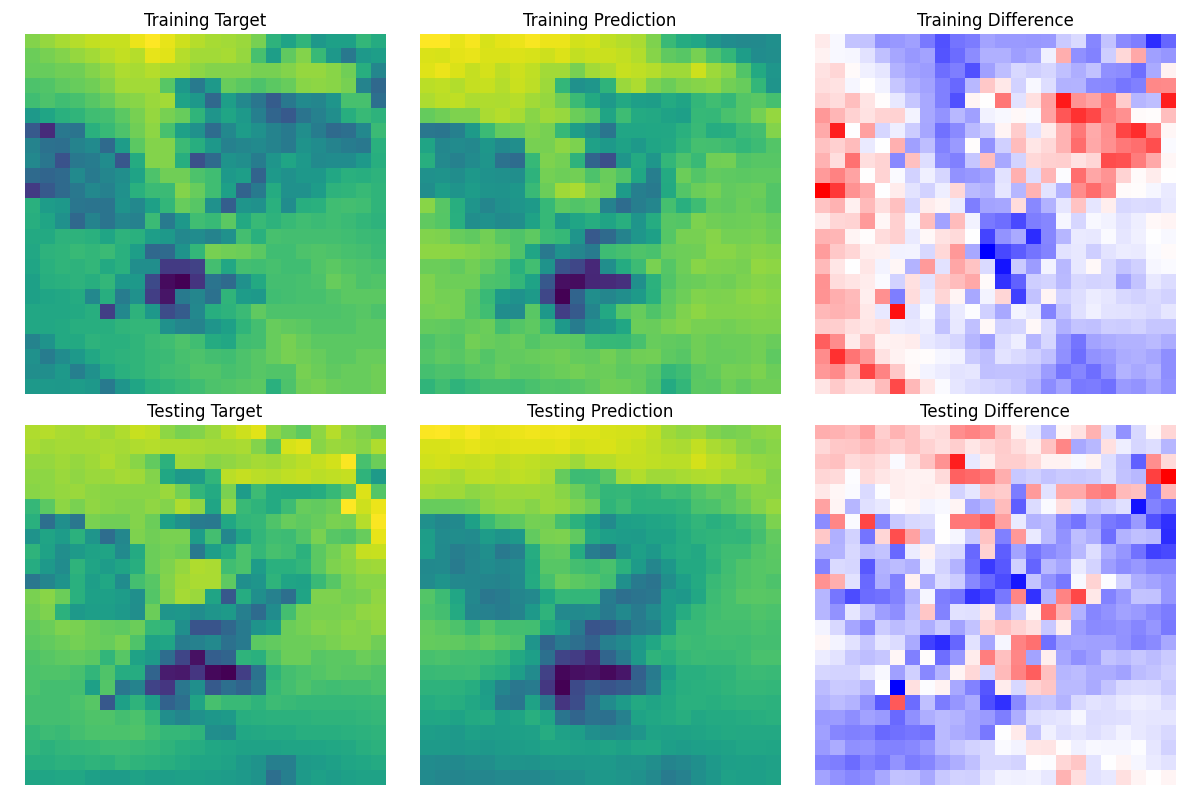 Training Target
Training Prediction
Training Difference
Testing Target
Testing Prediction
Testing Difference